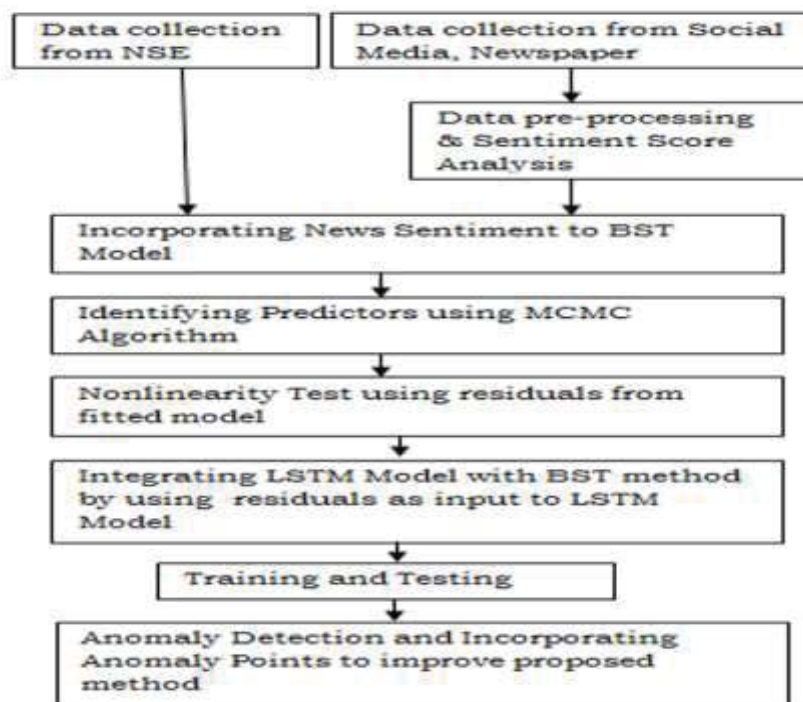 Data collection
from NSE
Data collection from Social
Media, Newspaper
Data pre-processing
& Sentiment Score
Analysis
Incorporating News Sentiment to BST
Model
Identifying Predictors using MCMC
Algorithm
Nonlinearity Test using residuals from
fitted model
Integrating LSTM Model with BST method
by using residuals as input to LSTM
Model
Training and Testing
Anomaly Detection and Incorporating
Anomaly Points to improve proposed
method